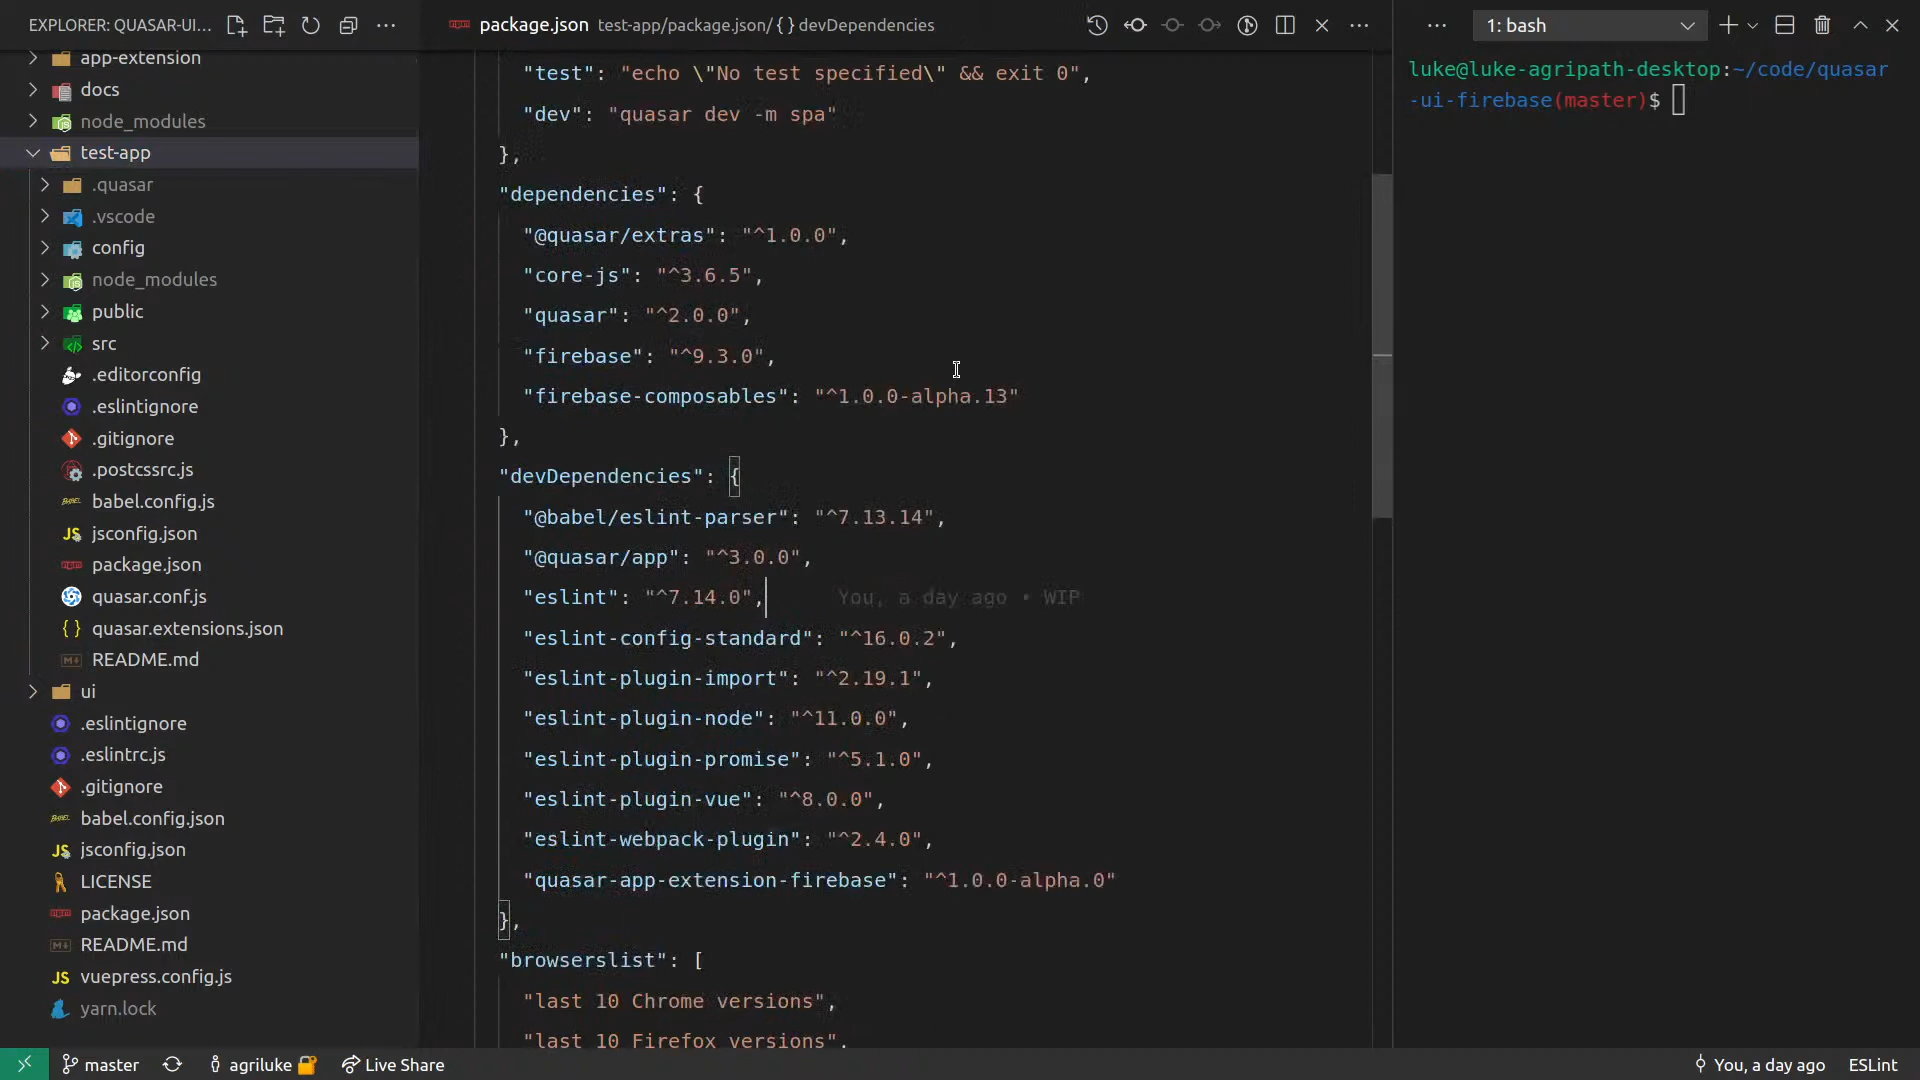 EXPLORER: QUASAR-UI...
app-extension
docs
node_modules
test-app
.quasar
.vscode
config
node_modules
public
src
.editorconfig
.eslintignore
.gitignore
.postcssrc.js
babel.config.js
jsconfig.json
package.json
quasar.conf.js
quasar.extensions.json
README.md
ui
.eslintignore
.eslintrc.js
.gitignore
babel.config.json
jsconfig.json
LICENSE
package.json
README.md
vuepress.config.js
yarn.lock
package.json test-app/package.json/ { } devDependencies
"test": "echo \"No test specified\" && exit 0",
"dev": "quasar dev -m spa"
},
"dependencies": {
"@quasar/extras": "^1.0.0",
"core-js": "^3.6.5",
"quasar": "^2.0.0",
"firebase": "^9.3.0",
"firebase-composables": "^1.0.0-alpha.13"
},
"devDependencies": {
"@babel/eslint-parser": "^7.13.14",
"@quasar/app": "^3.0.0",
"eslint": "^7.14.0", You, a day ago • WIP
"eslint-config-standard": "^16.0.2",
"eslint-plugin-import": "^2.19.1",
"eslint-plugin-node": "^11.0.0",
"eslint-plugin-promise": "^5.1.0",
"eslint-plugin-vue": "^8.0.0",
"eslint-webpack-plugin": "^2.4.0",
"quasar-app-extension-firebase": "^1.0.0-alpha.0"
},
"browserslist": [
"last 10 Chrome versions",
"last 10 Firefox versions",
1: bash
luke@luke-agripath-desktop:~/code/quasar
-ui-firebase(master)$
master agriluke Live Share You, a day ago ESLint